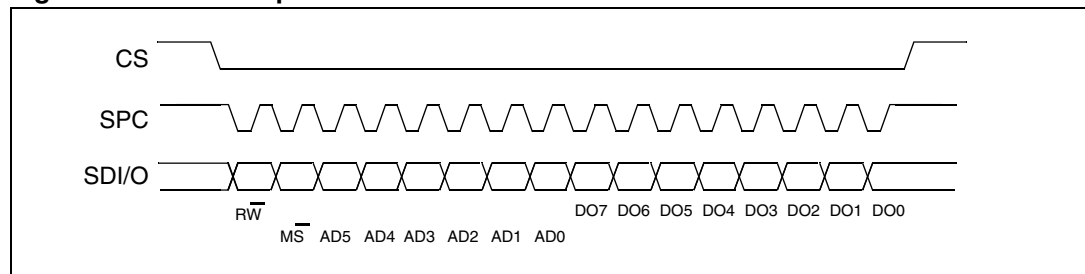 CS
SPC
SDI/O
RW DO7 DO6 DO5 DO4 DO3 DO2 DO1 DO0
MS AD5 AD4 AD3 AD2 AD1 AD0